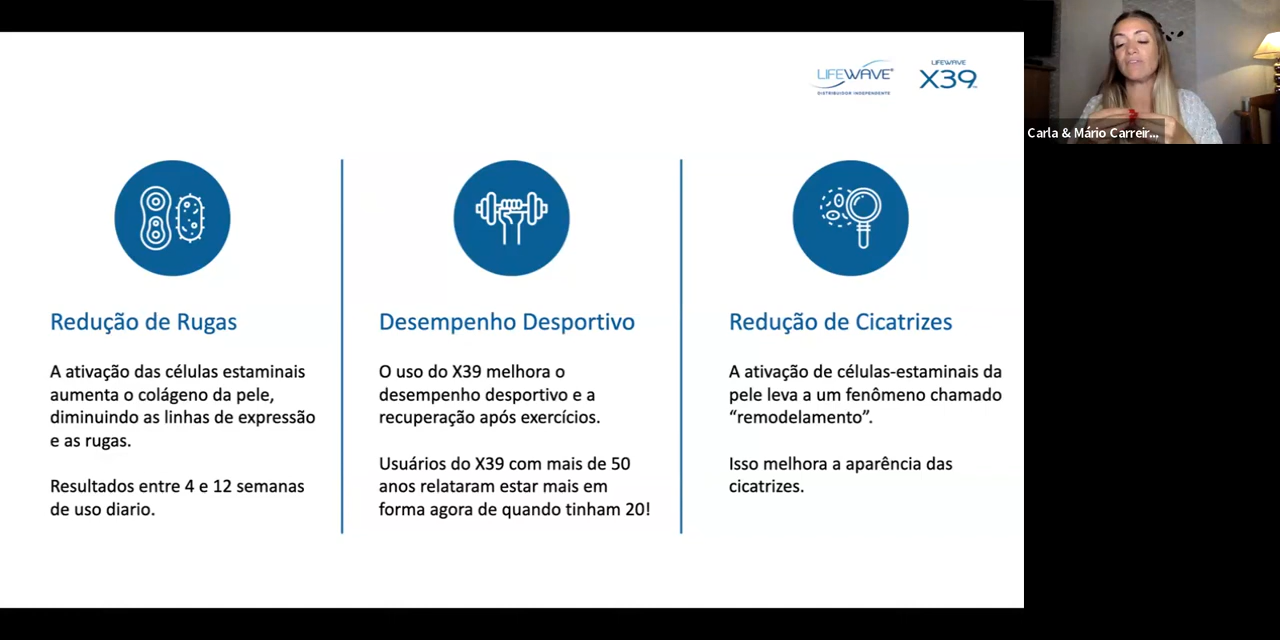 LIFEWAVE
DISTRIBUIDOR INDEPENDENTE
LIFEWAVE
X39
Carla & Mário Carreir...
Redução de Rugas
A ativação das células estaminais
aumenta o colágeno da pele,
diminuindo as linhas de expressão
e as rugas.
Resultados entre 4 e 12 semanas
de uso diario.
Desempenho Desportivo
O uso do X39 melhora o
desempenho desportivo e a
recuperação após exercícios.
Usuários do X39 com mais de 50
anos relataram estar mais em
forma agora de quando tinham 20!
Redução de Cicatrizes
A ativação de células-estaminais da
pele leva a um fenômeno chamado
“remodelamento”.
Isso melhora a aparência das
cicatrizes.